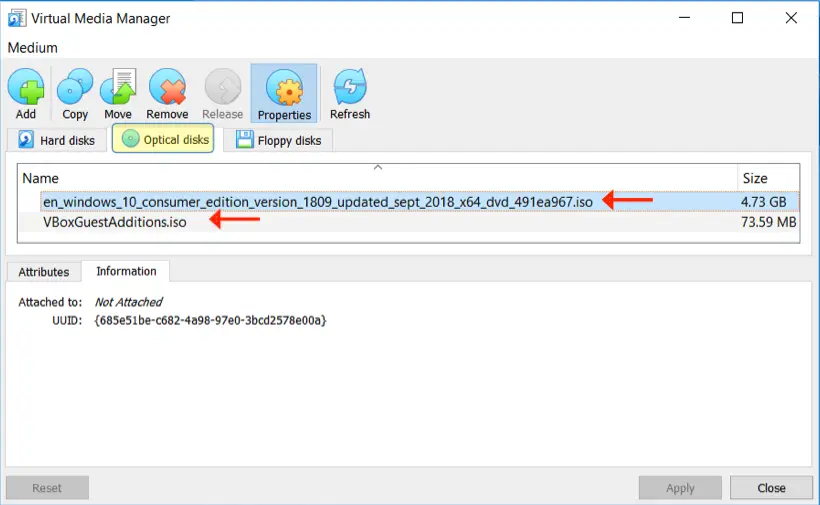 Virtual Media Manager
Medium
Add Copy Move Remove Release Properties Refresh
Hard disks Optical disks Floppy disks
Name Size
en_windows_10_consumer_edition_version_1809_updated_sept_2018_x64_dvd_491ea967.iso 4.73 GB
VBoxGuestAdditions.iso 73.59 MB
Attributes Information
Attached to: Not Attached
UUID: {685e51be-c682-4a98-97e0-3bcd2578e00a}
Reset Apply Close